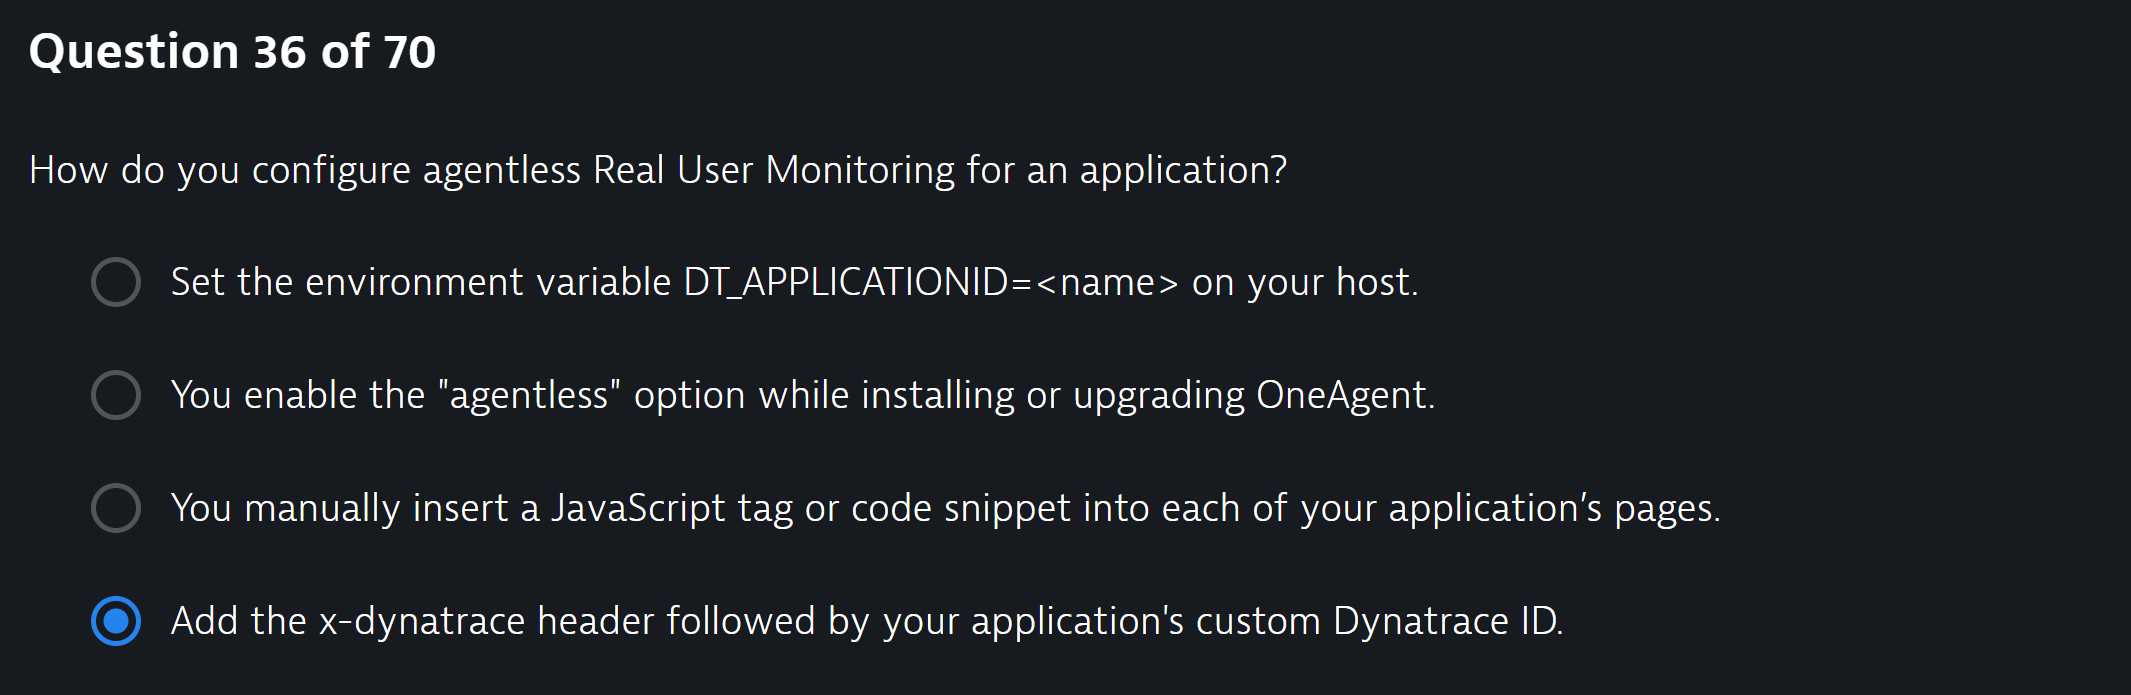 Question 36 of 70
How do you configure agentless Real User Monitoring for an application?
Set the environment variable DT_APPLICATIONID=<name> on your host.
You enable the "agentless" option while installing or upgrading OneAgent.
You manually insert a JavaScript tag or code snippet into each of your application’s pages.
Add the x-dynatrace header followed by your application's custom Dynatrace ID.